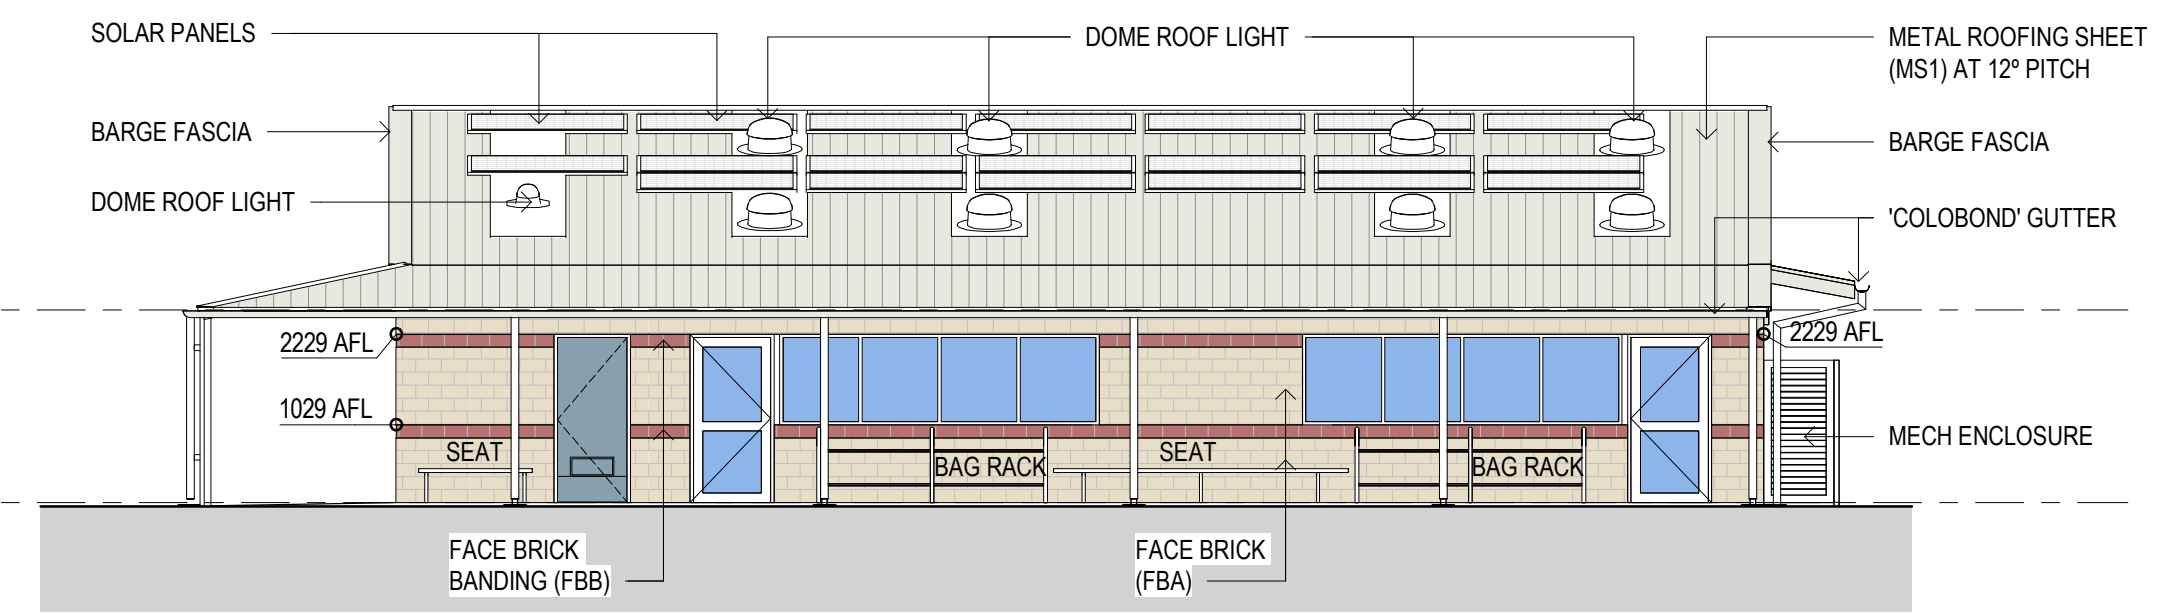 SOLAR PANELS
DOME ROOF LIGHT
METAL ROOFING SHEET
(MS1) AT 12º PITCH
BARGE FASCIA
BARGE FASCIA
DOME ROOF LIGHT
'COLOBOND' GUTTER
2229 AFL
2229 AFL
1029 AFL
SEAT
BAG RACK
SEAT
BAG RACK
MECH ENCLOSURE
FACE BRICK
BANDING (FBB)
FACE BRICK
(FBA)